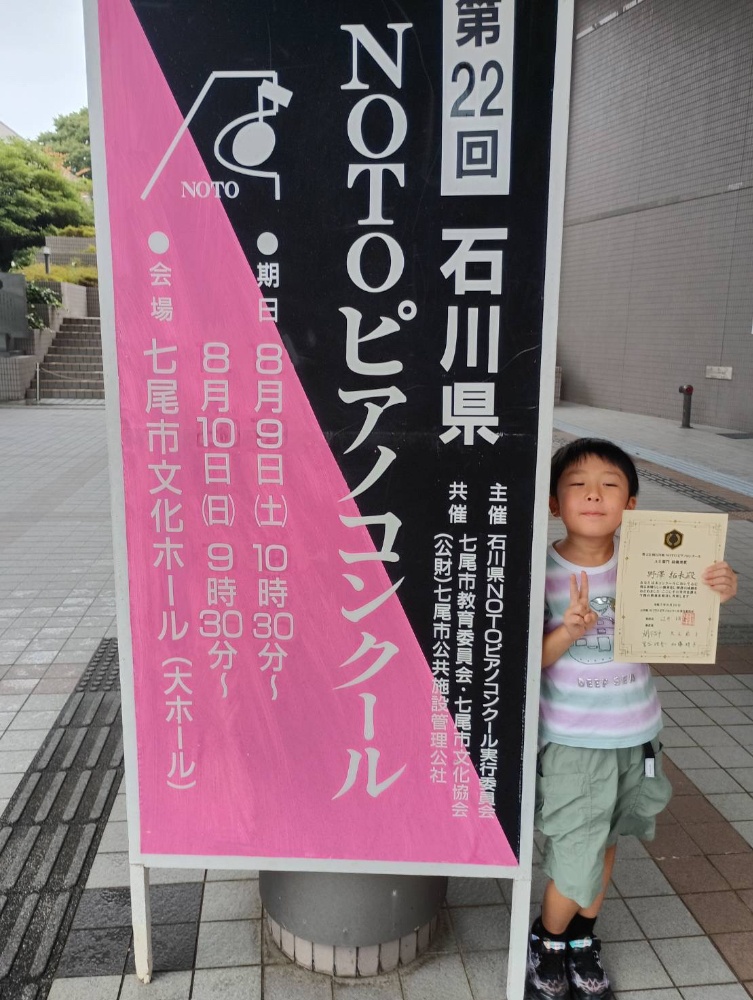 第22回 石川県
NOTOピアノコンクール
NOTO
主催 石川県NOTOピアノコンクール実行委員会
共催 七尾市教育委員会・七尾市文化協会
(公財)七尾市公共施設管理公社
●期日 8月9日(土) 10時30分～
8月10日(日) 9時30分～
●会場 七尾市文化ホール(大ホール)